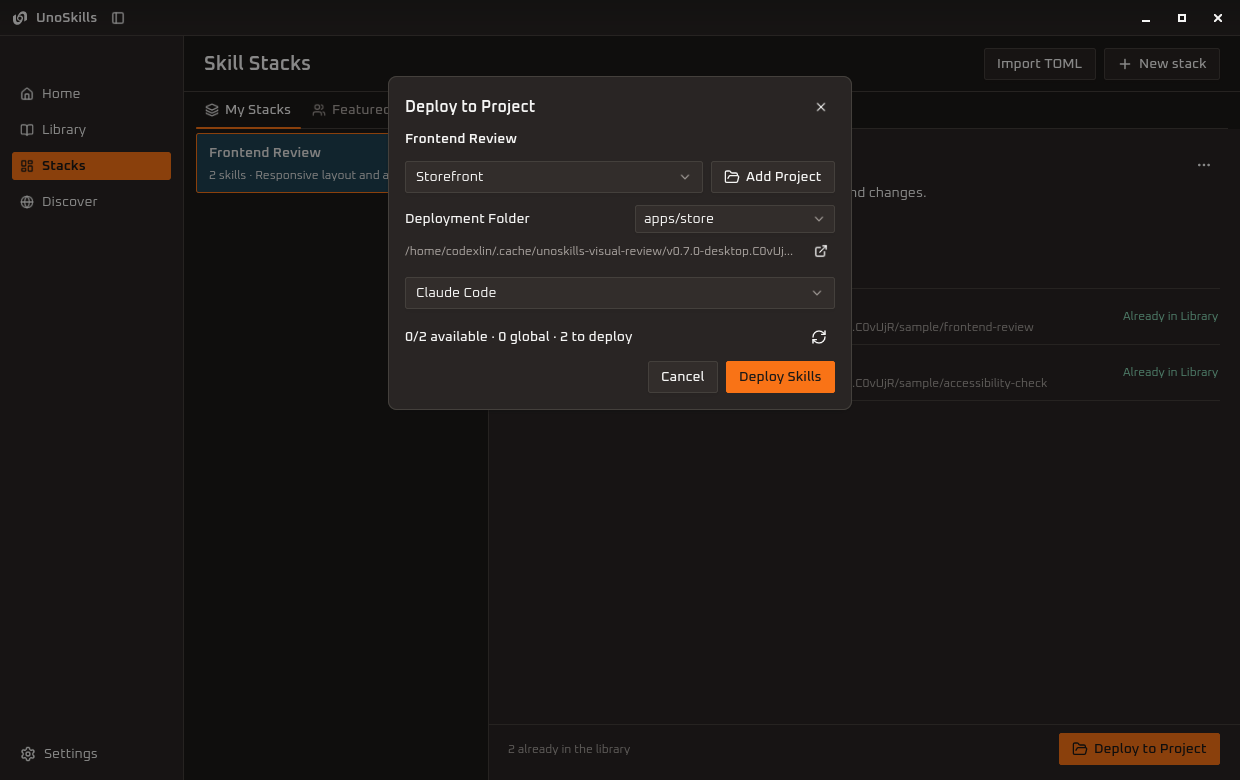 UnoSkills
Skill Stacks
Import TOML
New stack
Home
Library
Stacks
Discover
Settings
My Stacks
Featured
Frontend Review
2 skills · Responsive layout and a
Deploy to Project
Frontend Review
Storefront
Add Project
Deployment Folder
apps/store
/home/codexlin/.cache/unoskills-visual-review/v0.7.0-desktop.C0vUj...
Claude Code
0/2 available · 0 global · 2 to deploy
Cancel
Deploy Skills
nd changes.
Already in Library
.C0vUjR/sample/frontend-review
Already in Library
.C0vUjR/sample/accessibility-check
2 already in the library
Deploy to Project